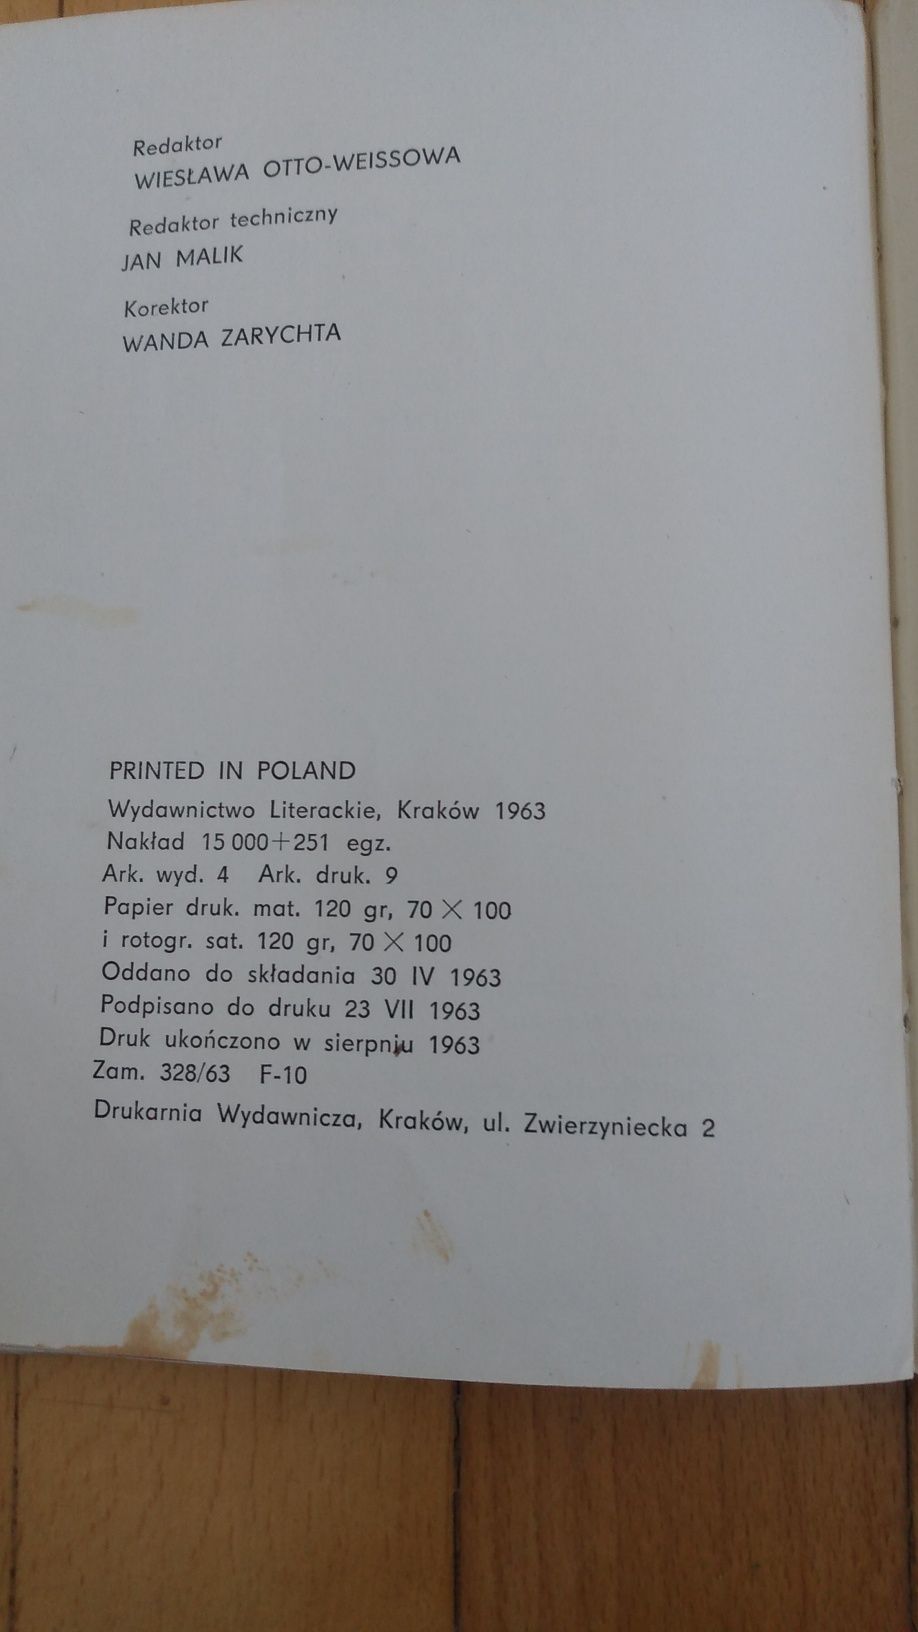 Redaktor
WIESŁAWA OTTO-WEISSOWA
Redaktor techniczny
JAN MALIK
Korektor
WANDA ZARYCHTA
PRINTED IN POLAND
Wydawnictwo Literackie, Kraków 1963
Nakład 15 000+251 egz.
Ark. wyd. 4 Ark. druk. 9
Papier druk. mat. 120 gr, 70 × 100
i rotogr. sat. 120 gr, 70 × 100
Oddano do składania 30 IV 1963
Podpisano do druku 23 VII 1963
Druk ukończono w sierpniu 1963
Zam. 328/63 F-10
Drukarnia Wydawnicza, Kraków, ul. Zwierzyniecka 2